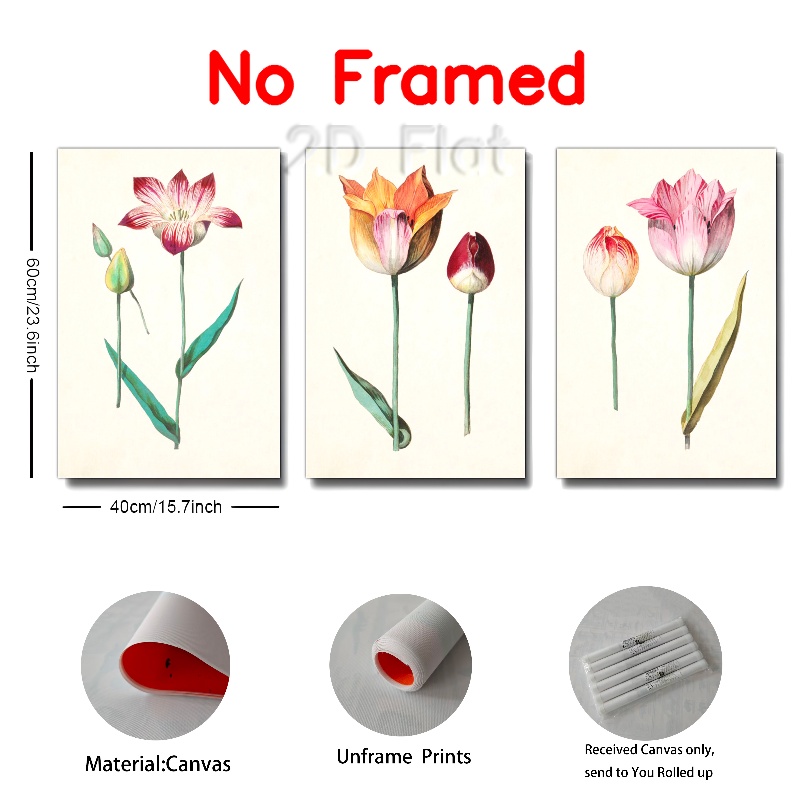 No Framed
2D Flat
60cm/23.6inch
40cm/15.7inch
Material:Canvas
Unframe Prints
Received Canvas only,
send to You Rolled up